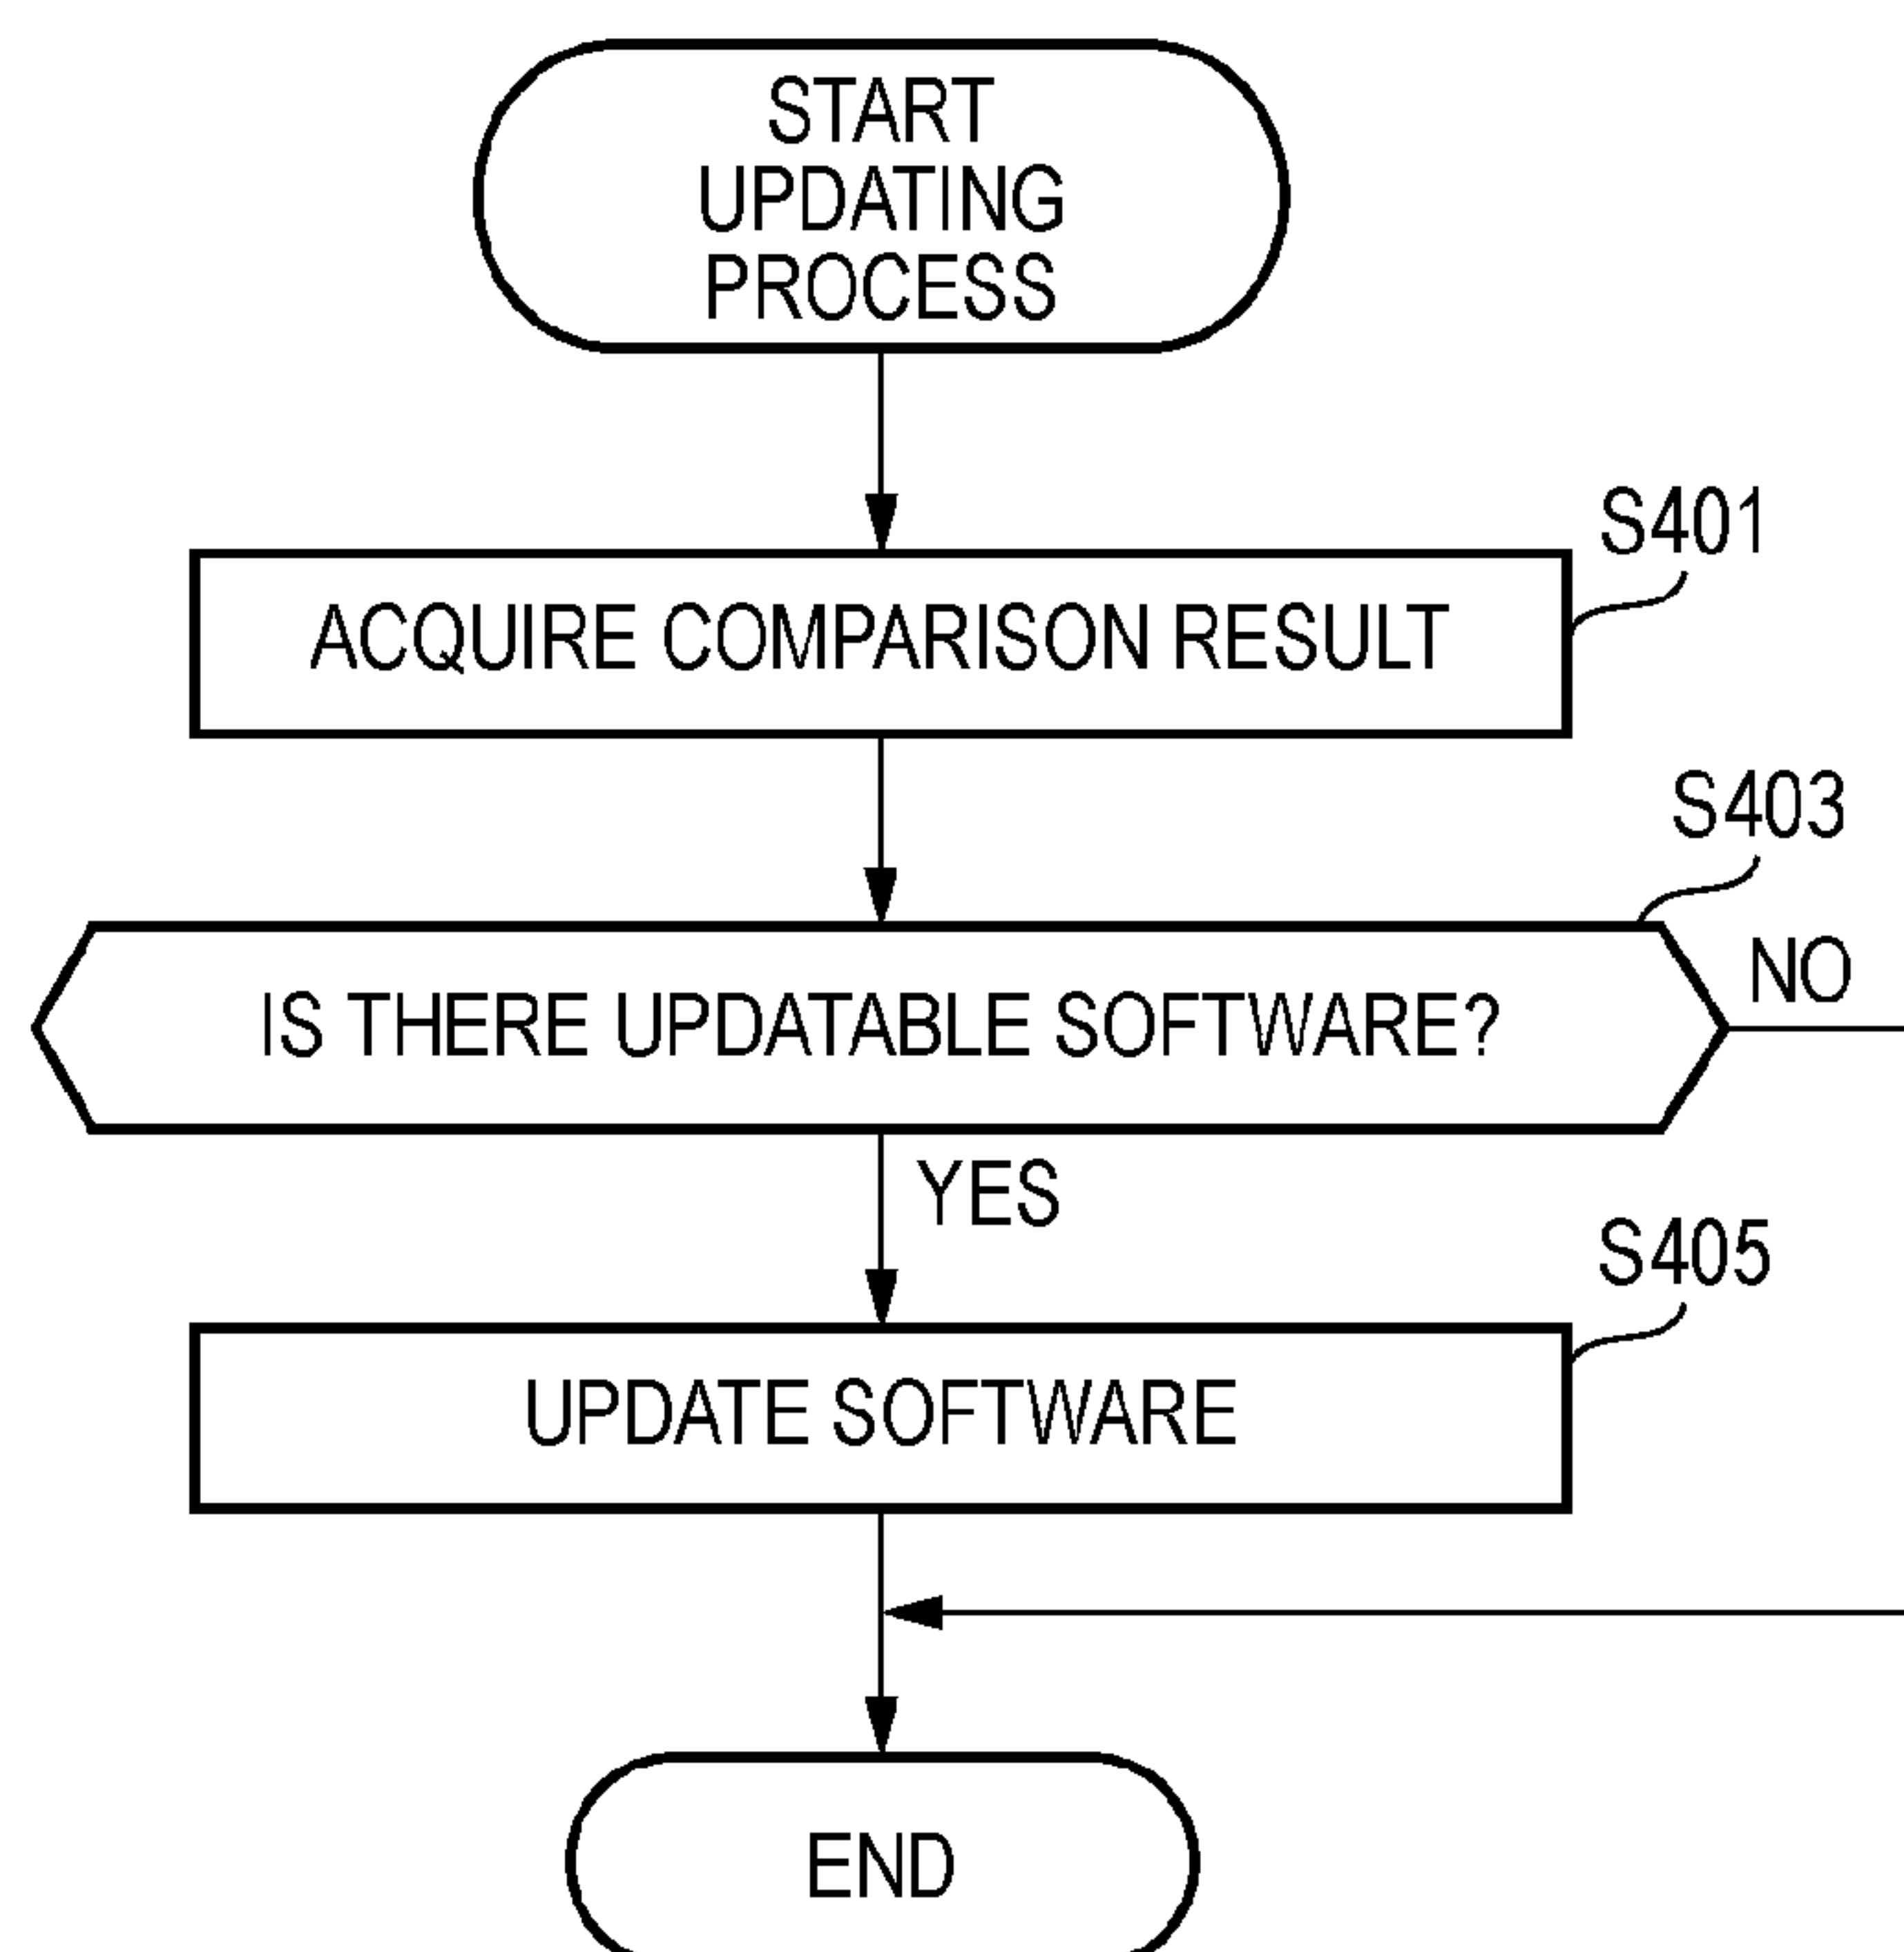 START
UPDATING
PROCESS
S401
ACQUIRE COMPARISON RESULT
S403
NO
IS THERE UPDATABLE SOFTWARE?
YES
S405
UPDATE SOFTWARE
END